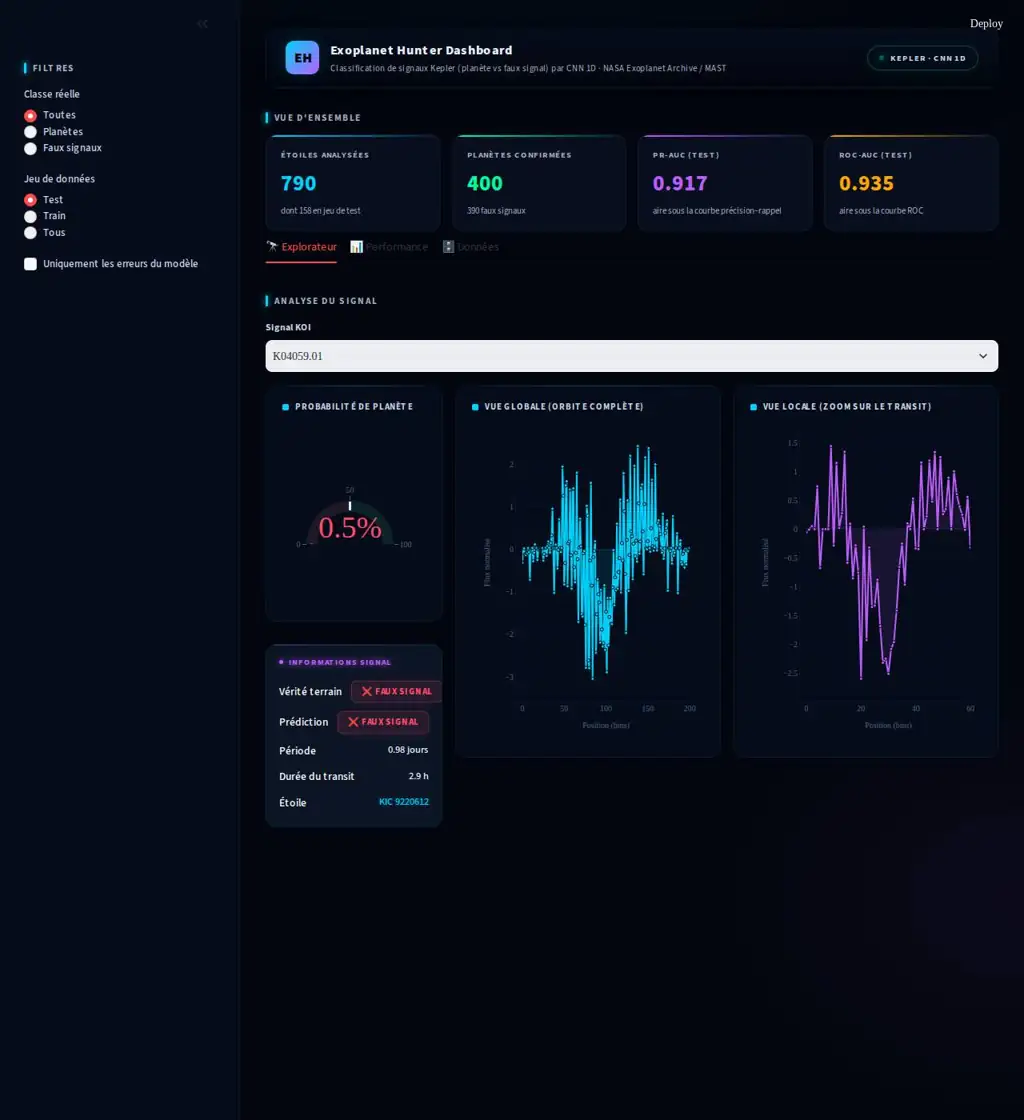 Deploy
FILTRES
Classe réelle
Toutes
Planètes
Faux signaux
Jeu de données
Test
Train
Tous
Uniquement les erreurs du modèle
EH
Exoplanet Hunter Dashboard
Classification de signaux Kepler (planète vs faux signal) par CNN 1D · NASA Exoplanet Archive / MAST
KEPLER · CNN 1D
VUE D'ENSEMBLE
ÉTOILES ANALYSÉES
790
dont 158 en jeu de test
PLANÈTES CONFIRMÉES
400
390 faux signaux
PR-AUC (TEST)
0.917
aire sous la courbe précision-rappel
ROC-AUC (TEST)
0.935
aire sous la courbe ROC
Explorateur
Performance
Données
ANALYSE DU SIGNAL
Signal KOI
K04059.01
PROBABILITÉ DE PLANÈTE
50
0.5%
0
100
INFORMATIONS SIGNAL
Vérité terrain
FAUX SIGNAL
Prédiction
FAUX SIGNAL
Période
0.98 jours
Durée du transit
2.9 h
Étoile
KIC 9220612
VUE GLOBALE (ORBITE COMPLÈTE)
Flux normalisé
2
1
0
−1
−2
−3
0
50
100
150
200
Position (bins)
VUE LOCALE (ZOOM SUR LE TRANSIT)
Flux normalisé
1.5
1
0.5
0
−0.5
−1
−1.5
−2
−2.5
0
20
40
60
Position (bins)